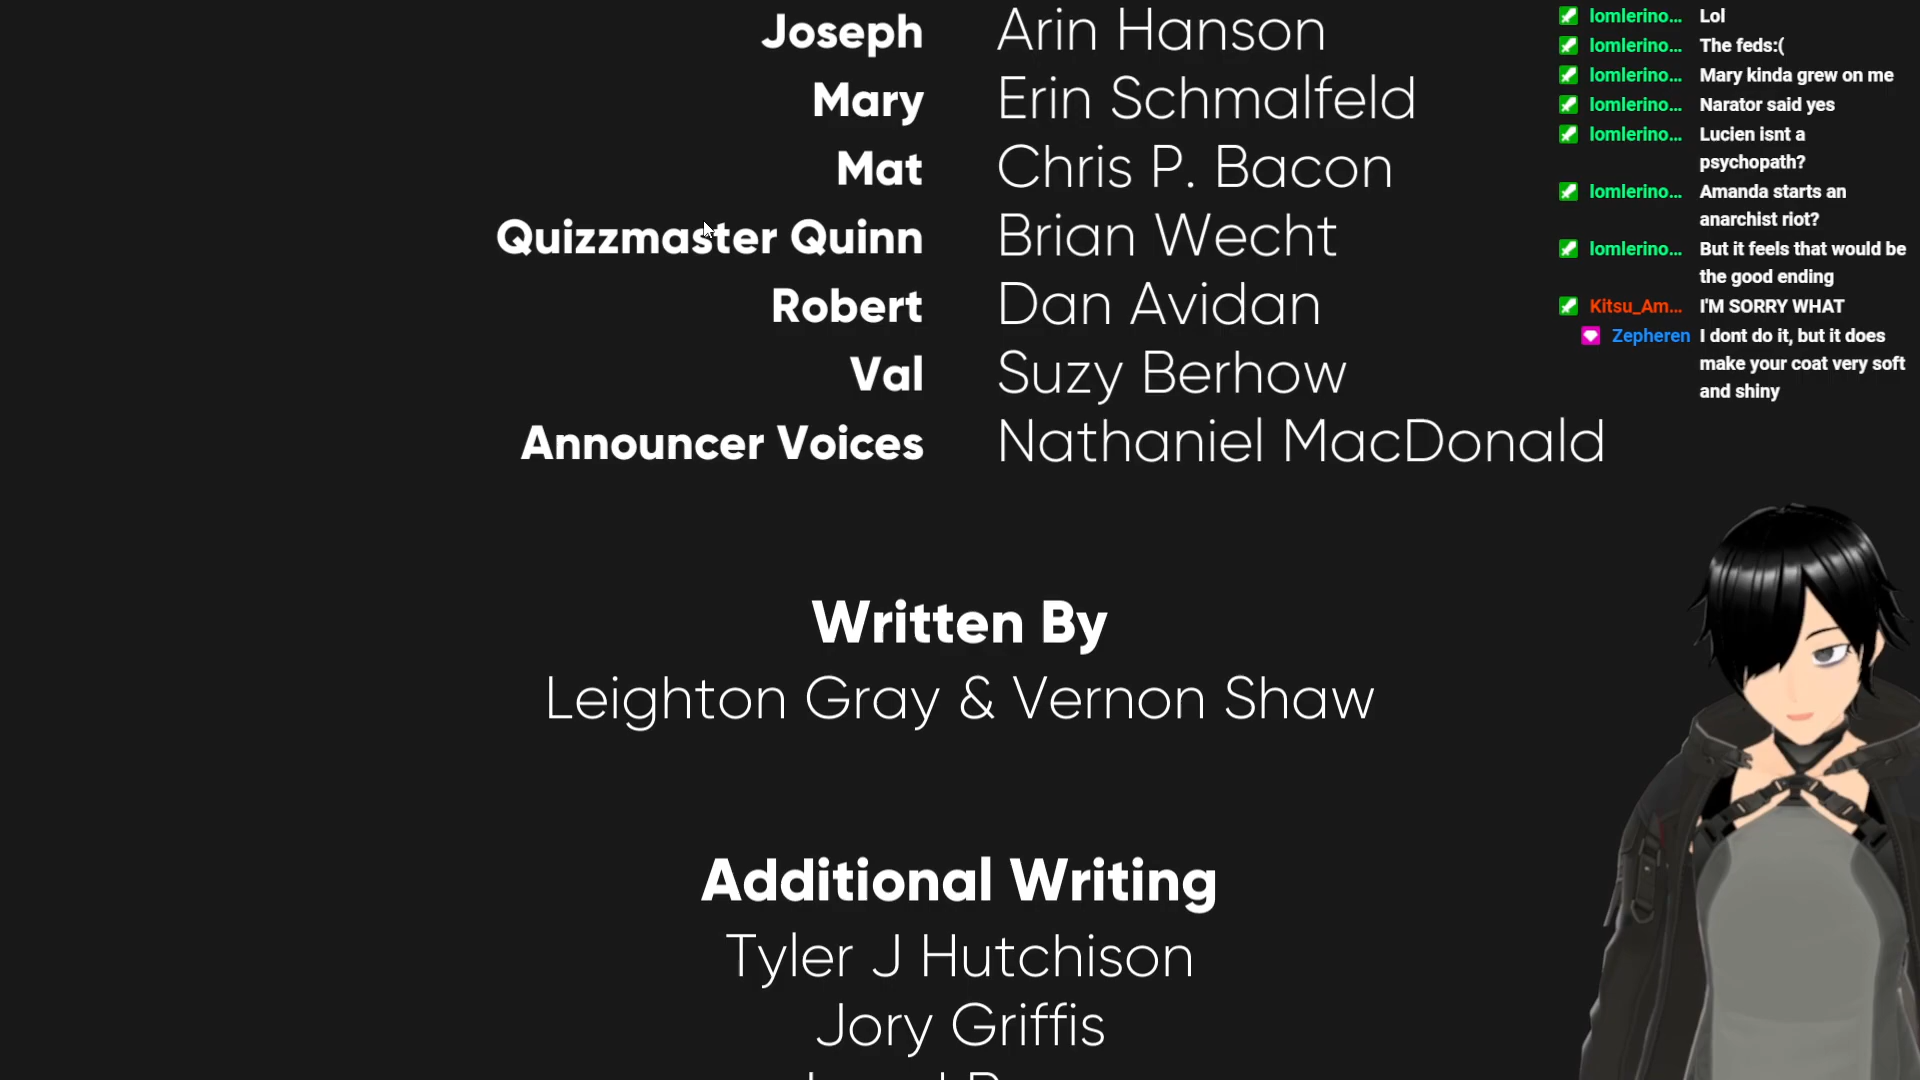 Joseph Arin Hanson
Mary Erin Schmalfeld
Mat Chris P. Bacon
Quizzmaster Quinn Brian Wecht
Robert Dan Avidan
Val Suzy Berhow
Announcer Voices Nathaniel MacDonald
Written By
Leighton Gray & Vernon Shaw
Additional Writing
Tyler J Hutchison
Jory Griffis
lomlerino... Lol
lomlerino... The feds:(
lomlerino... Mary kinda grew on me
lomlerino... Narator said yes
lomlerino... Lucien isnt a
psychopath?
lomlerino... Amanda starts an
anarchist riot?
lomlerino... But it feels that would be
the good ending
Kitsu_Am... I'M SORRY WHAT
Zepheren I dont do it, but it does
make your coat very soft
and shiny